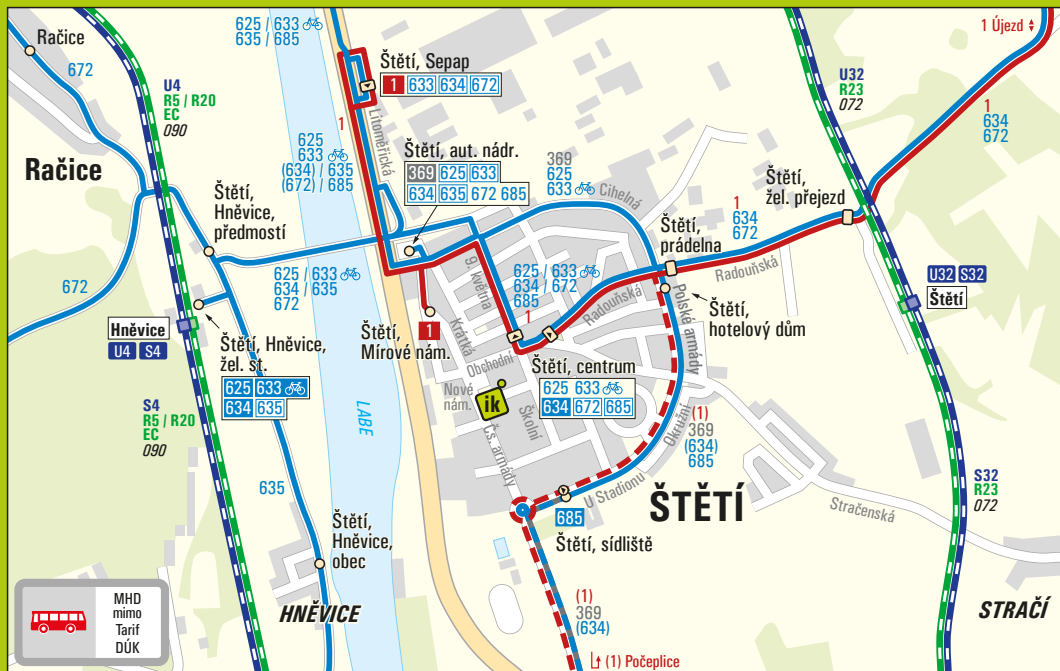 625 / 633
635 / 685
1 Újezd
Račice
672
U4
R5 / R20
EC
090
Štětí, Sepap
1 633 634 672
U32
R23
072
1
Litoměřická
625
633
(634) / 635
(672) / 685
Štětí, aut. nádr.
369 625 633
634 635 672 685
369
625
633
Cihelná
1
634
672
Račice
Štětí,
Hněvice,
předmostí
Štětí,
žel. přejezd
Štětí,
prádelna
1
634
672
Radouňská
672
625 / 633
634 / 635
672
9. května
625 / 633
634 / 672
685
1
Radouňská
Polské armády
Štětí,
hotelový dům
U32 S32
Štětí
Hněvice
U4 S4
Štětí, Hněvice,
žel. st.
625 633
634 635
Štětí,
Mírové nám.
1
Krátká
Obchodní
Štětí, centrum
625 633
634 672 685
Nové
nám.
ik
Školní
Čs. armády
LABE
S4
R5 / R20
EC
090
Okružní
(1)
369
(634)
685
U Stadionu
635
685
Štětí, sídliště
ŠTĚTÍ
Stračenská
S32
R23
072
Štětí,
Hněvice,
obec
MHD
mimo
Tarif
DÚK
HNĚVICE
(1)
369
(634)
STRAČÍ
(1) Počeplice